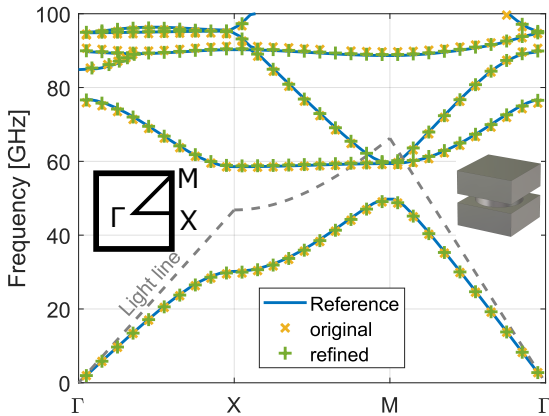 Frequency [GHz]
100
80
60
40
20
0
Γ
X
M
Γ
M
Γ
X
Light line
Reference
original
refined